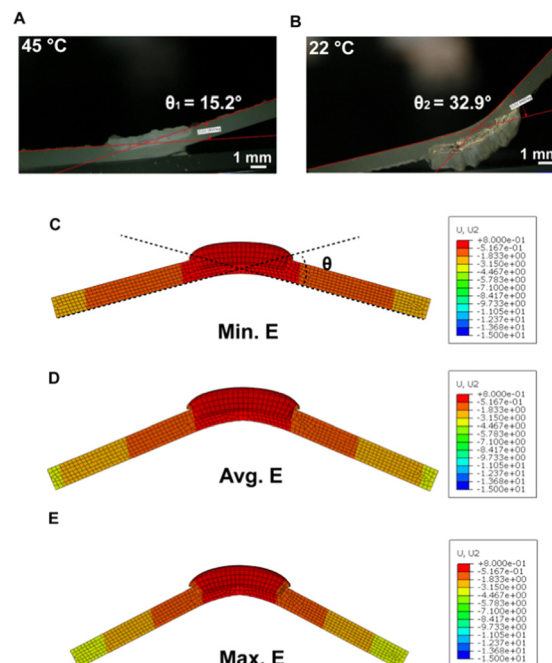 A
45 °C
θ₁ = 15.2°
1 mm
B
22 °C
θ₂ = 32.9°
1 mm
C
θ
Min. E
U, U2
+8.000e-01
-5.167e-01
-1.833e+00
-3.150e+00
-4.467e+00
-5.783e+00
-7.100e+00
-8.417e+00
-9.733e+00
-1.105e+01
-1.237e+01
-1.368e+01
-1.500e+01
D
Avg. E
U, U2
+8.000e-01
-5.167e-01
-1.833e+00
-3.150e+00
-4.467e+00
-5.783e+00
-7.100e+00
-8.417e+00
-9.733e+00
-1.105e+01
-1.237e+01
-1.368e+01
-1.500e+01
E
Max. E
U, U2
+8.000e-01
-5.167e-01
-1.833e+00
-3.150e+00
-4.467e+00
-5.783e+00
-7.100e+00
-8.417e+00
-9.733e+00
-1.105e+01
-1.237e+01
-1.368e+01
-1.500e+01